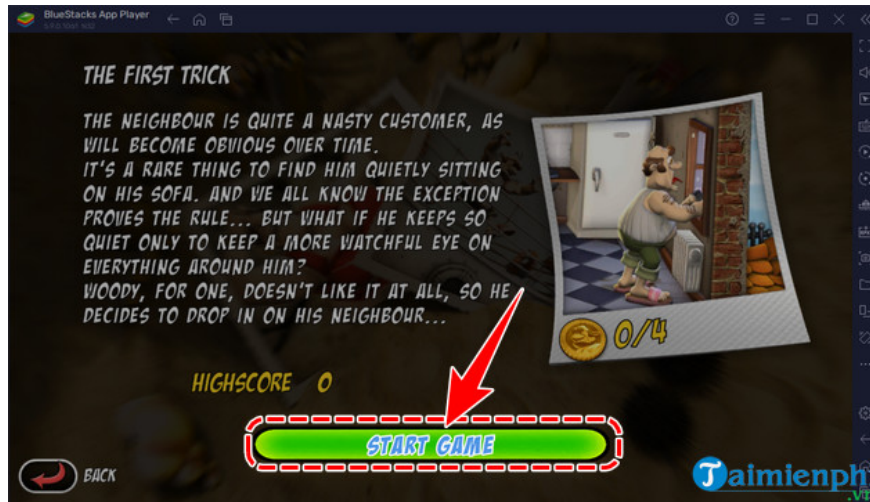 BlueStacks App Player
THE FIRST TRICK
THE NEIGHBOUR IS QUITE A NASTY CUSTOMER, AS
WILL BECOME OBVIOUS OVER TIME.
IT'S A RARE THING TO FIND HIM QUIETLY SITTING
ON HIS SOFA. AND WE ALL KNOW THE EXCEPTION
PROVES THE RULE... BUT WHAT IF HE KEEPS SO
QUIET ONLY TO KEEP A MORE WATCHFUL EYE ON
EVERYTHING AROUND HIM?
WOODY, FOR ONE, DOESN'T LIKE IT AT ALL, SO HE
DECIDES TO DROP IN ON HIS NEIGHBOUR...
0/4
HIGHSCORE 0
START GAME
BACK
Taimienph
.vn